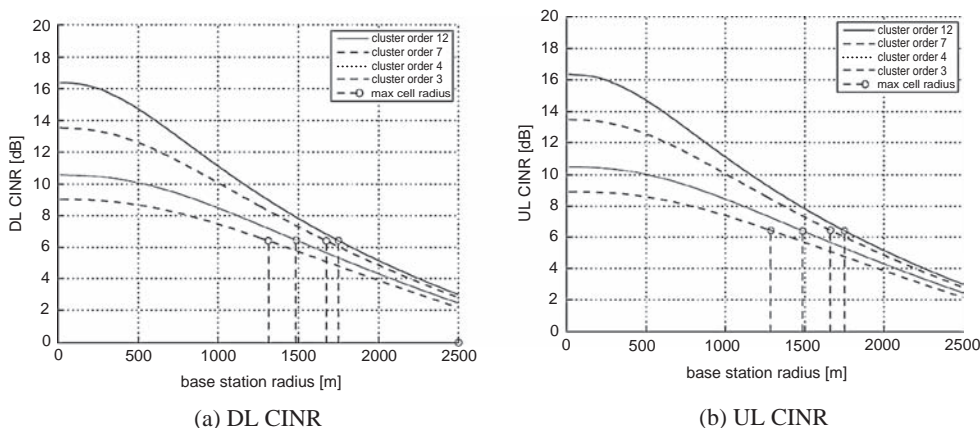 20
18
16
14
12
10
8
6
4
2
0
DL CINR [dB]
cluster order 12
cluster order 7
cluster order 4
cluster order 3
max cell radius
0 500 1000 1500 2000 2500
base station radius [m]
(a) DL CINR
20
18
16
14
12
10
8
6
4
2
0
UL CINR [dB]
cluster order 12
cluster order 7
cluster order 4
cluster order 3
max cell radius
0 500 1000 1500 2000 2500
base station radius [m]
(b) UL CINR